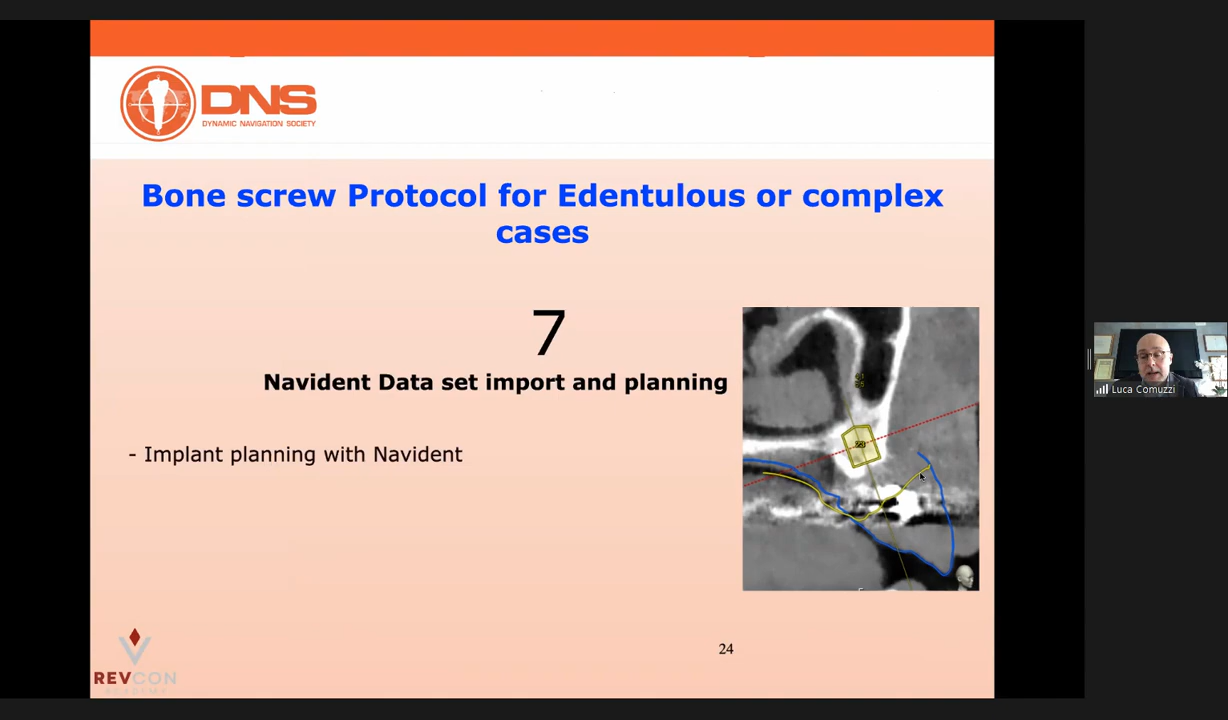 DNS
DYNAMIC NAVIGATION SOCIETY
Bone screw Protocol for Edentulous or complex
cases
7
Navident Data set import and planning
- Implant planning with Navident
24
REVCON
ACADEMY
Luca Comuzzi